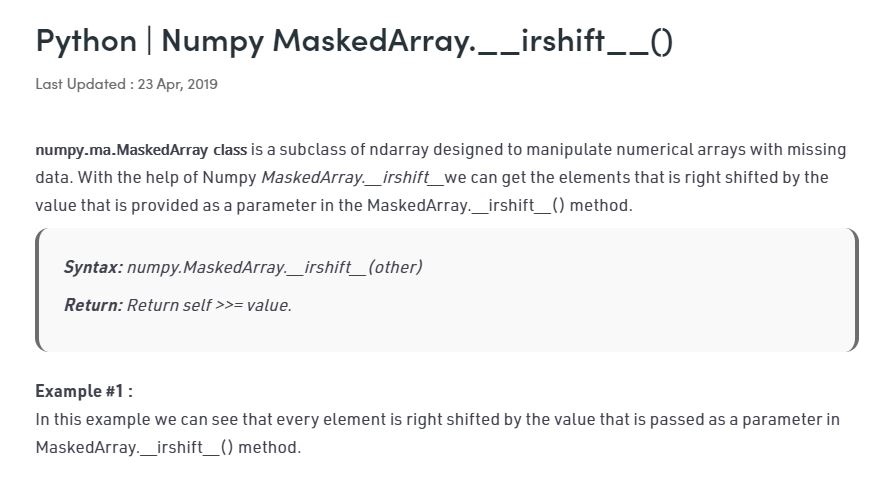 Python | Numpy MaskedArray.__irshift__()
Last Updated : 23 Apr, 2019
numpy.ma.MaskedArray class is a subclass of ndarray designed to manipulate numerical arrays with missing
data. With the help of Numpy MaskedArray.__irshift__we can get the elements that is right shifted by the
value that is provided as a parameter in the MaskedArray.__irshift__() method.
Syntax: numpy.MaskedArray.__irshift__(other)
Return: Return self >>= value.
Example #1 :
In this example we can see that every element is right shifted by the value that is passed as a parameter in
MaskedArray.__irshift__() method.